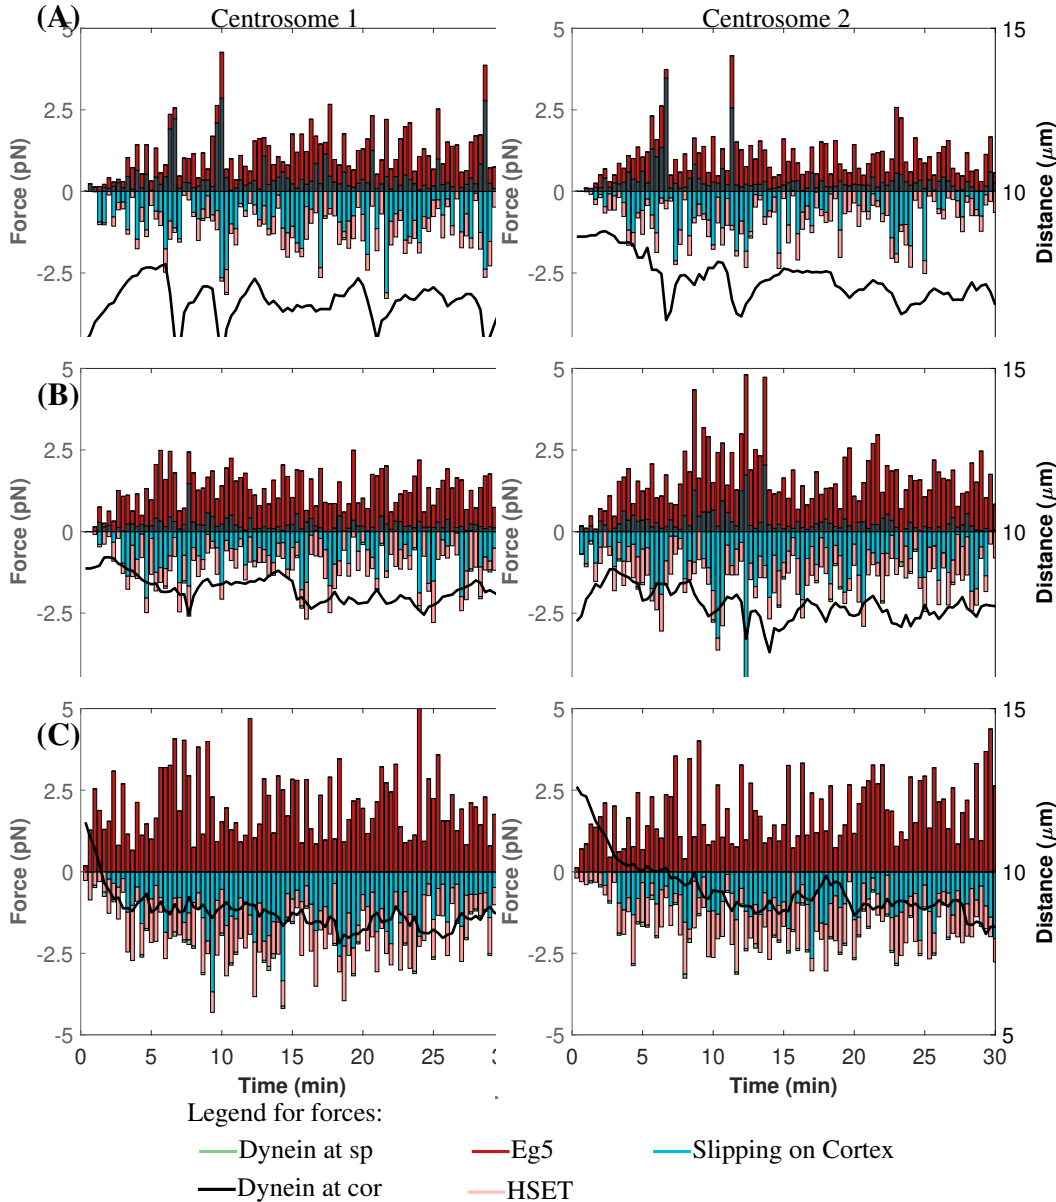 (A) Centrosome 1 Centrosome 2
5 5 15
2.5 2.5
Force (pN) 0 Force (pN) 0 10 Distance (μm)
-2.5 -2.5
(B) 5 5 15
2.5 2.5
Force (pN) 0 Force (pN) 0 10 Distance (μm)
-2.5 -2.5
(C) 5 5 15
2.5 2.5
Force (pN) 0 Force (pN) 0 10 Distance (μm)
-2.5 -2.5
-5 -5 5
0 5 10 15 20 25 0 5 10 15 20 25 30
Time (min) Time (min)
Legend for forces:
Dynein at sp Eg5 Slipping on Cortex
Dynein at cor HSET